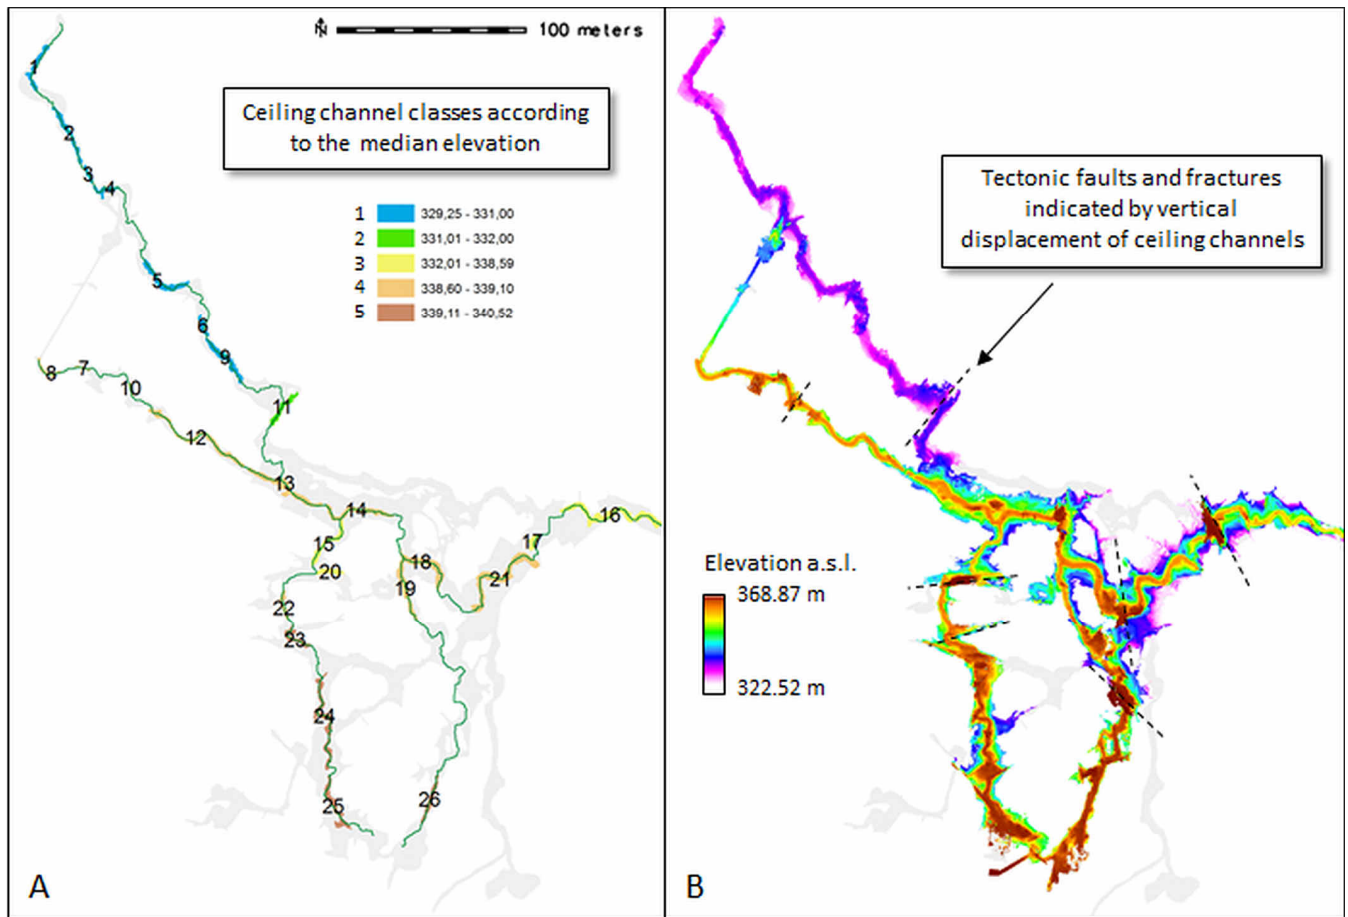 N
100 meters
Ceiling channel classes according
to the median elevation
1 329,25 - 331,00
2 331,01 - 332,00
3 332,01 - 338,59
4 338,60 - 339,10
5 339,11 - 340,52
1
2
3
4
5
6
9
8
7
10
11
12
13
14
15
20
16
17
18
21
19
22
23
24
25
26
A
Tectonic faults and fractures
indicated by vertical
displacement of ceiling channels
Elevation a.s.l.
368.87 m
322.52 m
B